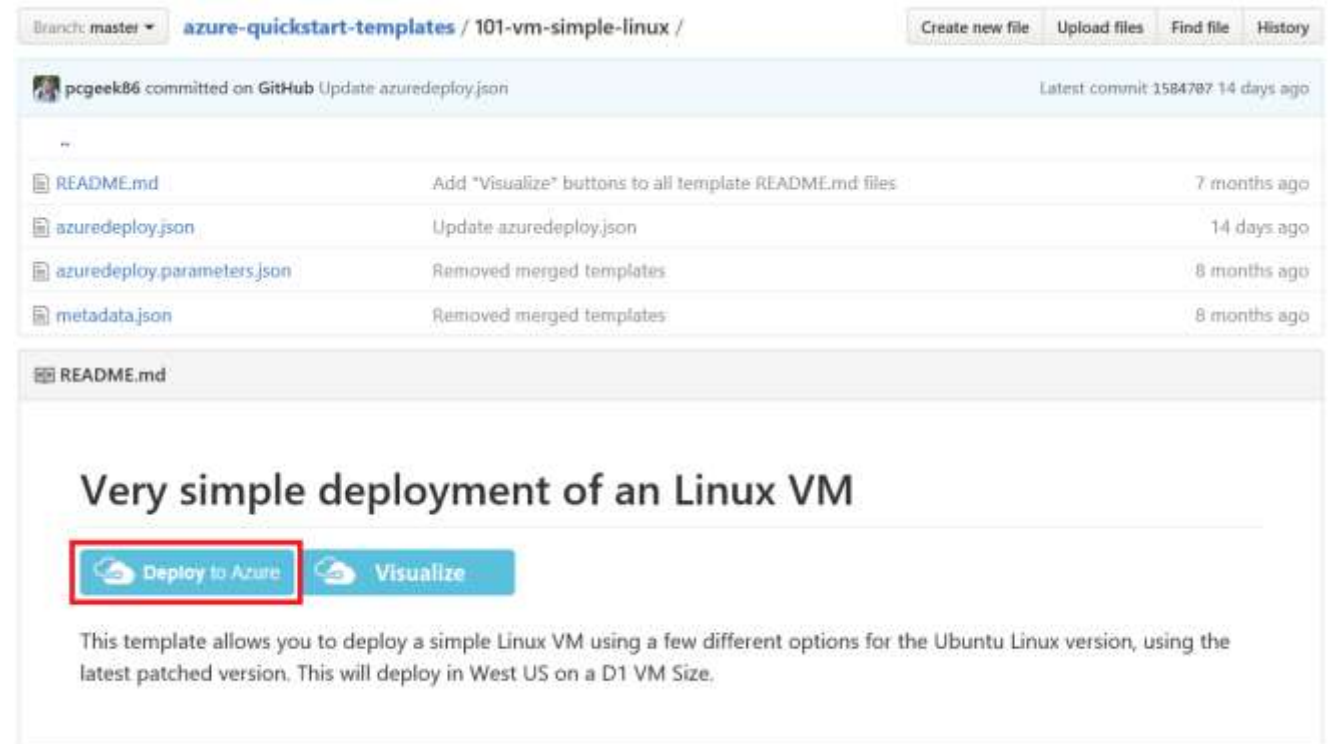 Branch: master azure-quickstart-templates / 101-vm-simple-linux / Create new file Upload files Find file History
pcgeek86 committed on GitHub Update azuredeploy.json Latest commit 1584707 14 days ago
..
README.md Add "Visualize" buttons to all template README.md files 7 months ago
azuredeploy.json Update azuredeploy.json 14 days ago
azuredeploy.parameters.json Removed merged templates 8 months ago
metadata.json Removed merged templates 8 months ago
README.md
Very simple deployment of an Linux VM
Deploy to Azure Visualize
This template allows you to deploy a simple Linux VM using a few different options for the Ubuntu Linux version, using the
latest patched version. This will deploy in West US on a D1 VM Size.